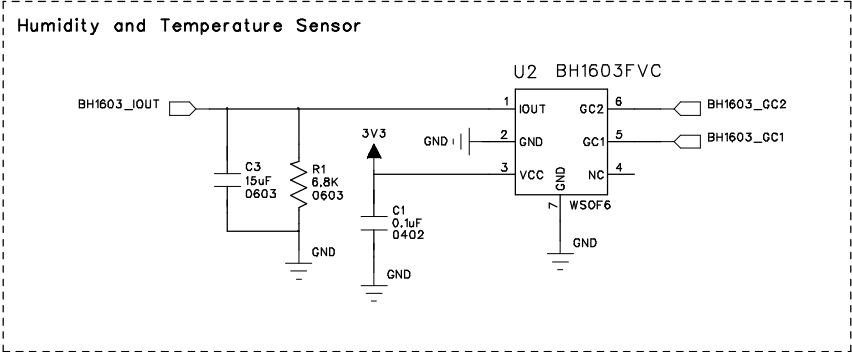 Humidity and Temperature Sensor
U2 BH1603FVC
BH1603_IOUT
1 IOUT
GC2 6
BH1603_GC2
GND
2 GND
GC1 5
BH1603_GC1
3V3
3 VCC
NC 4
GND
7
WSOF6
C3
15uF
0603
R1
6.8K
0603
C1
0.1uF
0402
GND
GND
GND